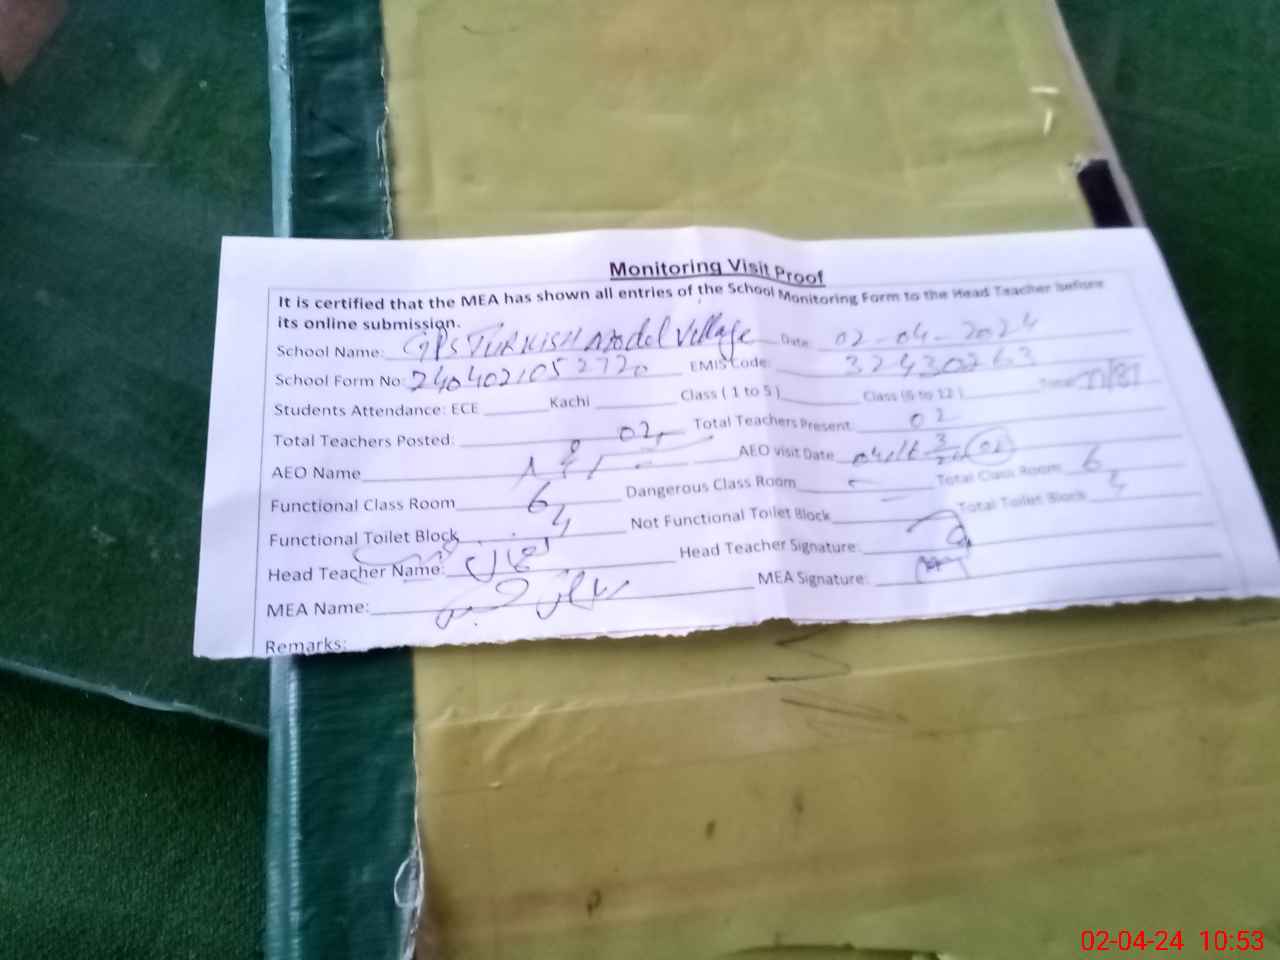 Monitoring Visit Proof
It is certified that the MEA has shown all entries of the School Monitoring Form to the Head Teacher before
its online submission.
School Name: GPS TURKISH Model Village Date: 02-04-2024
School Form No: 2404021052720 EMIS Code: 32430263
Students Attendance: ECE Kachi Class ( 1 to 5 ) Class (6 to 12 ) Total
Total Teachers Posted: 02 Total Teachers Present 02
AEO Name AEO visit Date
Functional Class Room 6 Dangerous Class Room Total Class Room 6
Functional Toilet Block 4 Not Functional Toilet Block Total Toilet Block 4
Head Teacher Name: Head Teacher Signature:
MEA Name: MEA Signature:
Remarks:
02-04-24 10:53